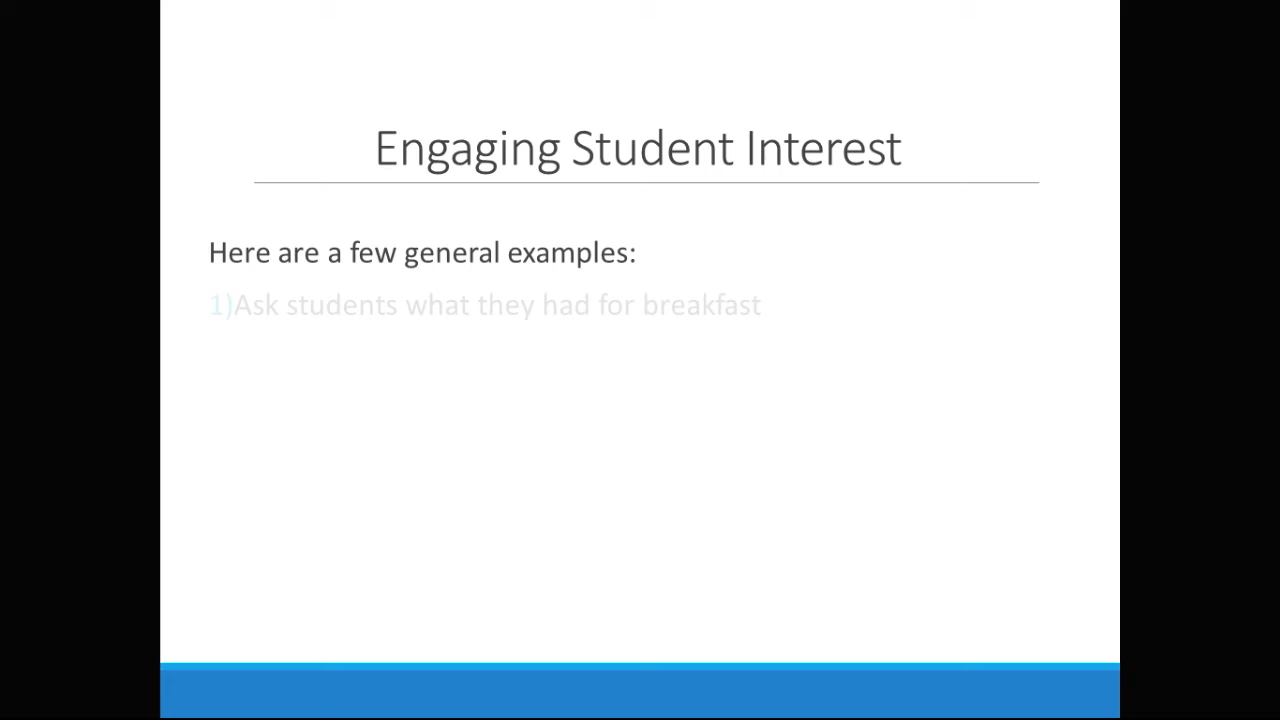 Engaging Student Interest
Here are a few general examples:
1)Ask students what they had for breakfast